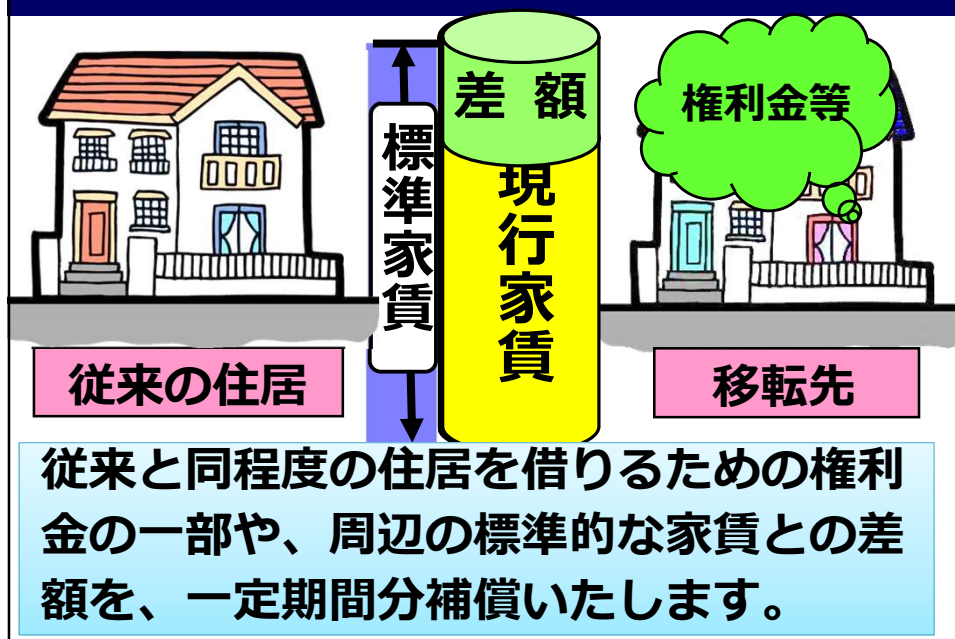 差 額
権利金等
標準家賃
現行家賃
従来の住居
移転先
従来と同程度の住居を借りるための権利
金の一部や、周辺の標準的な家賃との差
額を、一定期間分補償いたします。